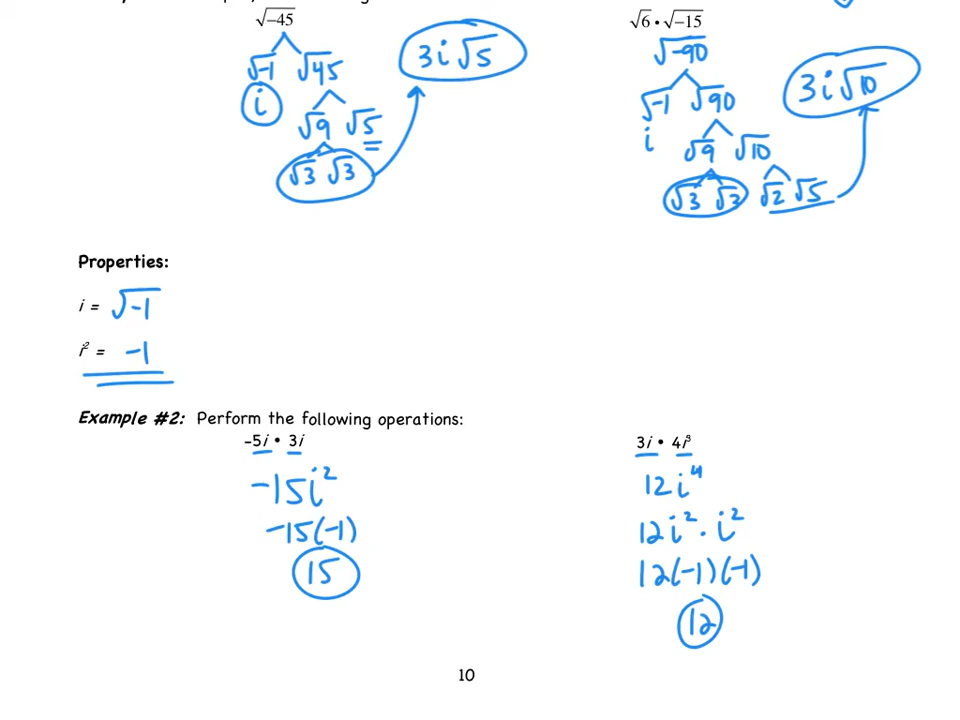 √-45
√6 · √-15
√-1 √45
3i√5
√-90
i
√9 √5
√-1 √90
3i√10
√3 √3
i √9 √10
√3 √3 √2 √5
Properties:
i = √-1
i² = -1
Example #2: Perform the following operations:
-5i · 3i
3i · 4i³
-15i²
12i⁴
-15(-1)
12i² · i²
15
12(-1)(-1)
12
10